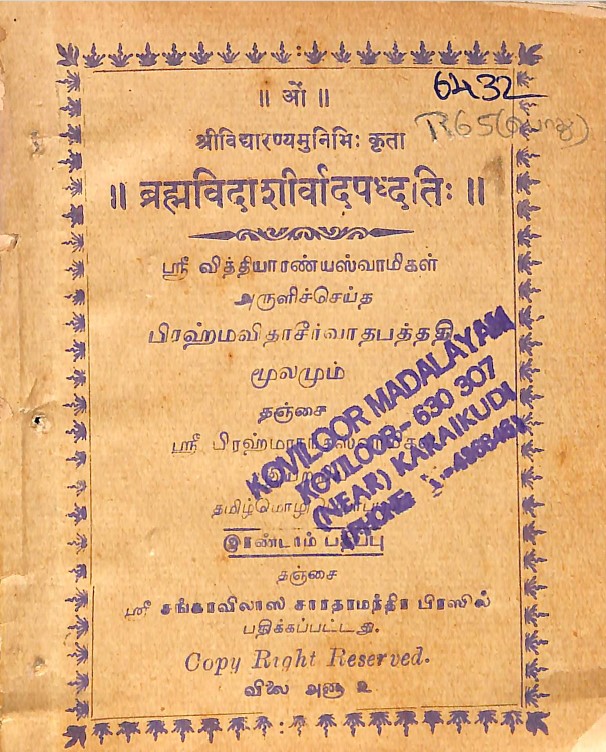 6432
॥ ओं ॥
R65(பொது)
श्रीविद्यारण्यमुनिभिः कृता
॥ ब्रह्मविदाशीर्वादपध्दतिः ॥
ஸ்ரீ வித்தியாரண்யஸ்வாமிகள்
அருளிச்செய்த
பிரஹ்மவிதாசீர்வாதபத்ததி
மூலமும்
தஞ்சை
ஸ்ரீ
தமிழ்மொழி
இரண்டாம் பதிப்பு
தஞ்சை
ஸ்ரீ சங்கரவிலாஸ சாரதாமந்திர பிரஸில்
பதிக்கப்பட்டது.
Copy Right Reserved.
விலை அணா உ
KOVILOOR MADALAYAM
KOVILOOR-630 307
(NEAR) KARAIKUDI
(PHONE